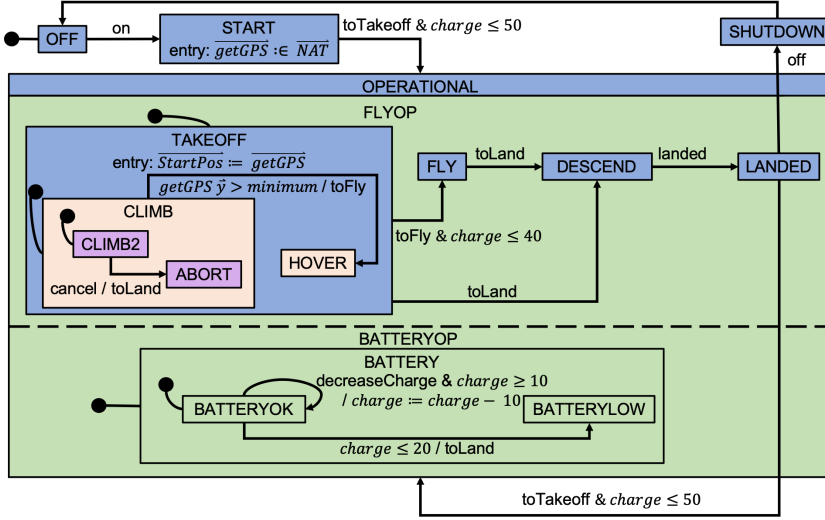 OFF
on
START
entry: getGPS :∈ NAT
toTakeoff & charge ≤ 50
SHUTDOWN
off
OPERATIONAL
FLYOP
TAKEOFF
entry: StartPos ≔ getGPS
getGPS y⃗ > minimum / toFly
CLIMB
CLIMB2
ABORT
cancel / toLand
HOVER
FLY
toLand
DESCEND
landed
LANDED
toFly & charge ≤ 40
toLand
BATTERYOP
BATTERY
decreaseCharge & charge ≥ 10
/ charge ≔ charge − 10
BATTERYOK
BATTERYLOW
charge ≤ 20 / toLand
toTakeoff & charge ≤ 50